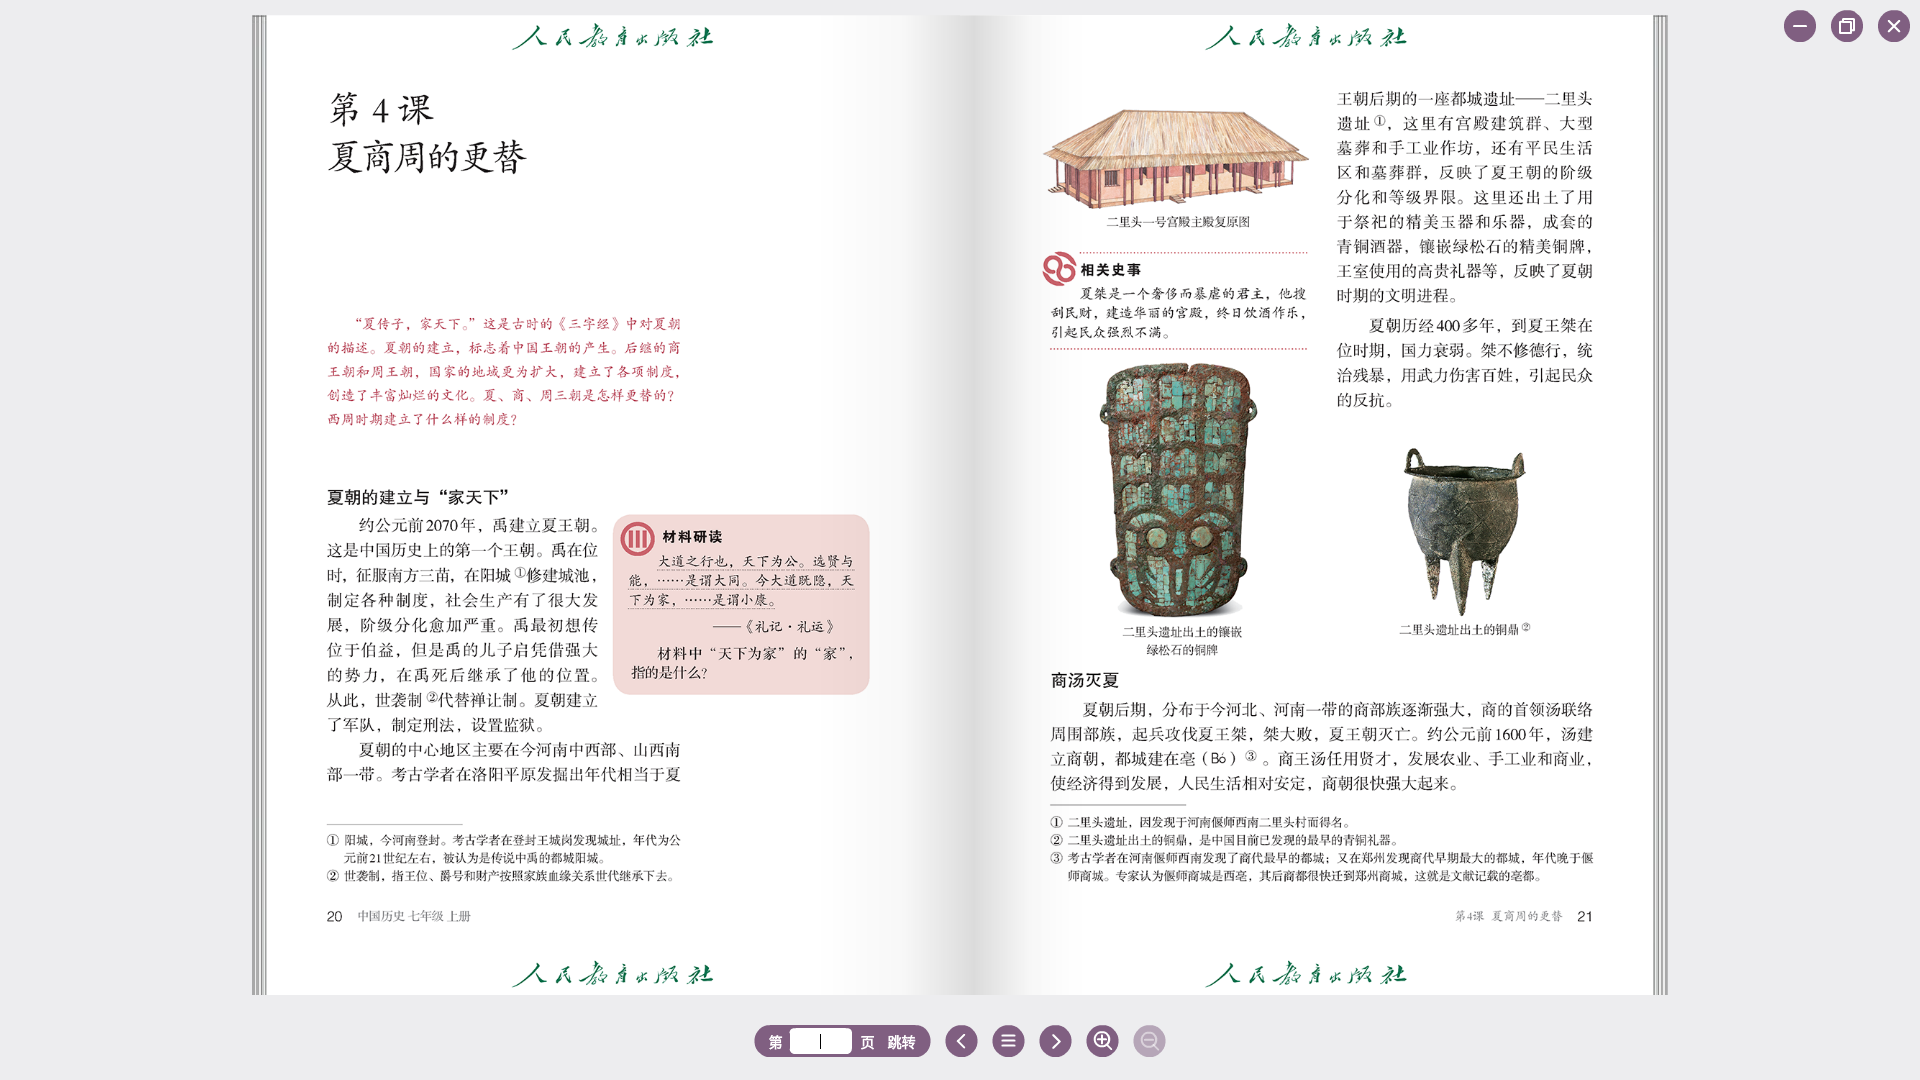 人民教育出版社
第 4 课
夏商周的更替
“夏传子，家天下。”这是古时的《三字经》中对夏朝
的描述。夏朝的建立，标志着中国王朝的产生。后继的商
王朝和周王朝，国家的地域更为扩大，建立了各项制度，
创造了丰富灿烂的文化。夏、商、周三朝是怎样更替的？
西周时期建立了什么样的制度？
夏朝的建立与“家天下”
约公元前2070年，禹建立夏王朝。
这是中国历史上的第一个王朝。禹在位
时，征服南方三苗，在阳城①修建城池，
制定各种制度，社会生产有了很大发
展，阶级分化愈加严重。禹最初想传
位于伯益，但是禹的儿子启凭借强大
的势力，在禹死后继承了他的位置。
从此，世袭制②代替禅让制。夏朝建立
了军队，制定刑法，设置监狱。
夏朝的中心地区主要在今河南中西部、山西南
部一带。考古学者在洛阳平原发掘出年代相当于夏
材料研读
大道之行也，天下为公。选贤与
能，……是谓大同。今大道既隐，天
下为家，……是谓小康。
——《礼记·礼运》
材料中“天下为家”的“家”，
指的是什么？
① 阳城，今河南登封。考古学者在登封王城岗发现城址，年代为公
元前21世纪左右，被认为是传说中禹的都城阳城。
② 世袭制，指王位、爵号和财产按照家族血缘关系世代继承下去。
20 中国历史 七年级 上册
人民教育出版社
人民教育出版社
二里头一号宫殿主殿复原图
相关史事
夏桀是一个奢侈而暴虐的君主，他搜
刮民财，建造华丽的宫殿，终日饮酒作乐，
引起民众强烈不满。
二里头遗址出土的镶嵌
绿松石的铜牌
王朝后期的一座都城遗址——二里头
遗址①，这里有宫殿建筑群、大型
墓葬和手工业作坊，还有平民生活
区和墓葬群，反映了夏王朝的阶级
分化和等级界限。这里还出土了用
于祭祀的精美玉器和乐器，成套的
青铜酒器，镶嵌绿松石的精美铜牌，
王室使用的高贵礼器等，反映了夏朝
时期的文明进程。
夏朝历经400多年，到夏王桀在
位时期，国力衰弱。桀不修德行，统
治残暴，用武力伤害百姓，引起民众
的反抗。
二里头遗址出土的铜鼎②
商汤灭夏
夏朝后期，分布于今河北、河南一带的商部族逐渐强大，商的首领汤联络
周围部族，起兵攻伐夏王桀，桀大败，夏王朝灭亡。约公元前1600年，汤建
立商朝，都城建在亳（Bó）③。商王汤任用贤才，发展农业、手工业和商业，
使经济得到发展，人民生活相对安定，商朝很快强大起来。
① 二里头遗址，因发现于河南偃师西南二里头村而得名。
② 二里头遗址出土的铜鼎，是中国目前已发现的最早的青铜礼器。
③ 考古学者在河南偃师西南发现了商代最早的都城；又在郑州发现商代早期最大的都城，年代晚于偃
师商城。专家认为偃师商城是西亳，其后商都很快迁到郑州商城，这就是文献记载的亳都。
第4课 夏商周的更替 21
人民教育出版社
第 页 跳转